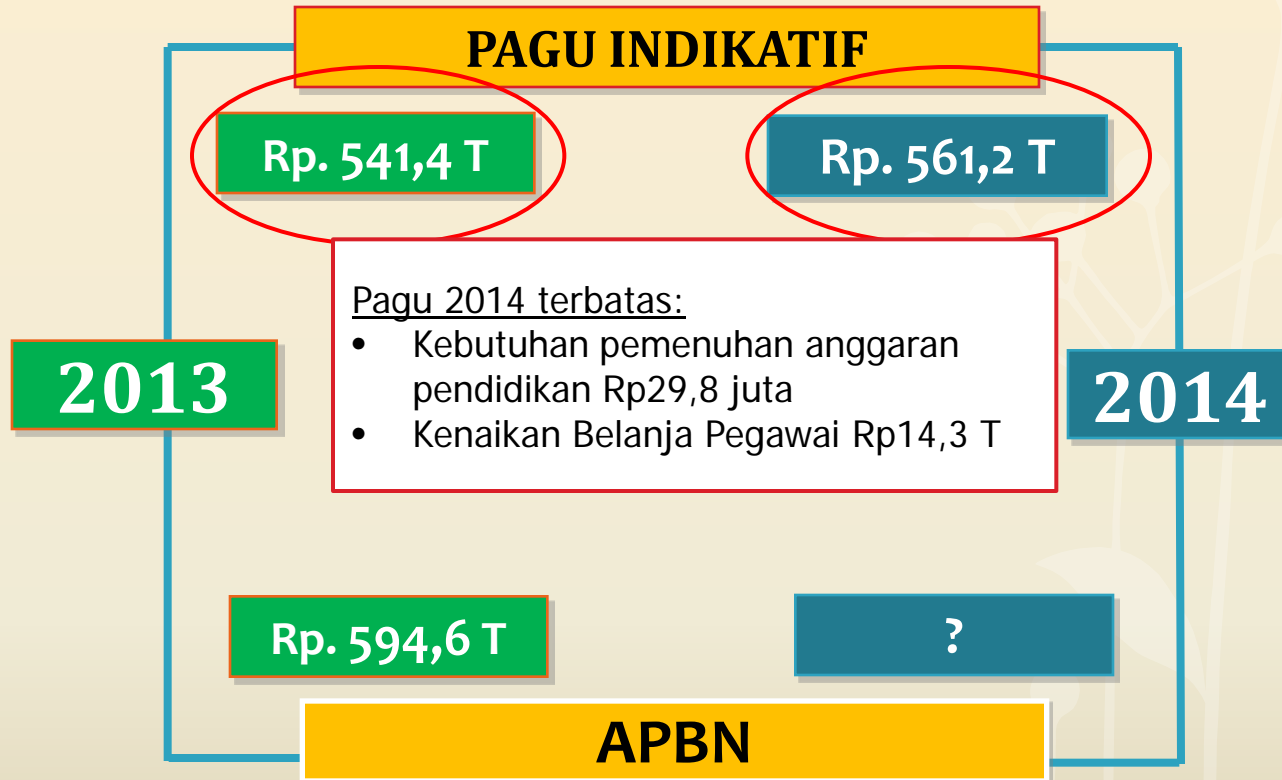 PAGU INDIKATIF
Rp. 541,4 T
Rp. 561,2 T
Pagu 2014 terbatas:
• Kebutuhan pemenuhan anggaran
pendidikan Rp29,8 juta
• Kenaikan Belanja Pegawai Rp14,3 T
2013
2014
Rp. 594,6 T
?
APBN